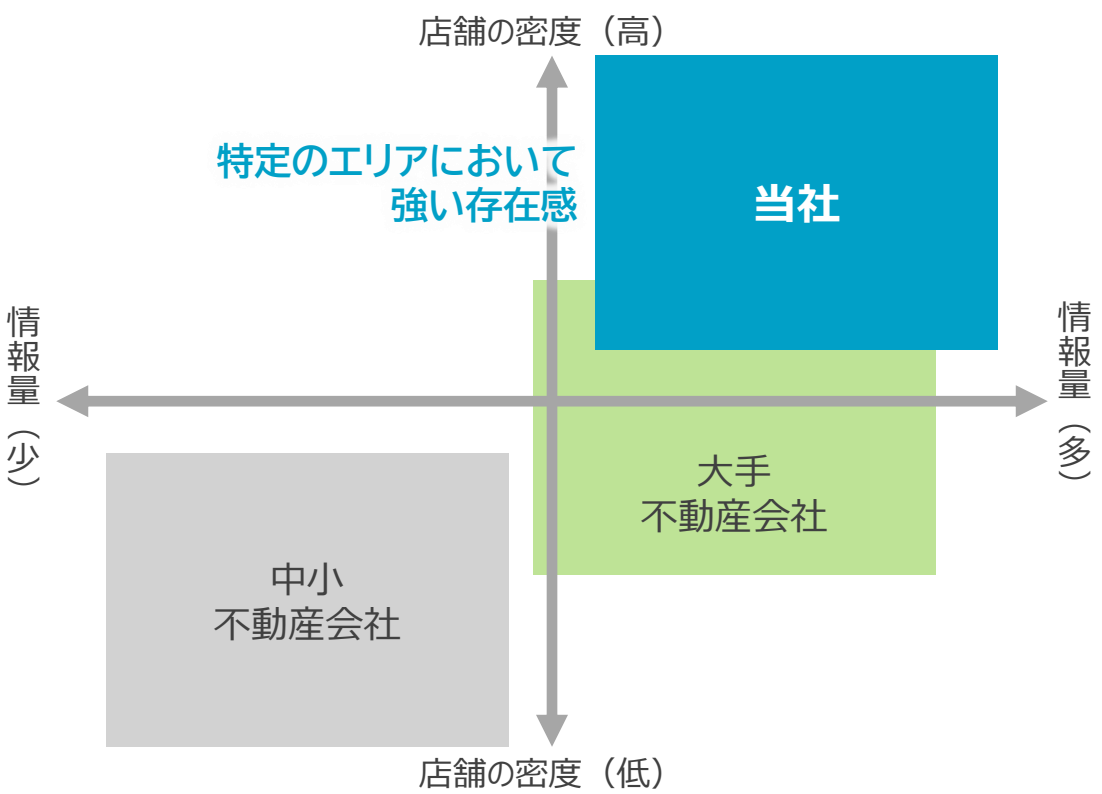 店舗の密度（高）
特定のエリアにおいて
強い存在感
当社
情報量（少）
情報量（多）
大手
不動産会社
中小
不動産会社
店舗の密度（低）